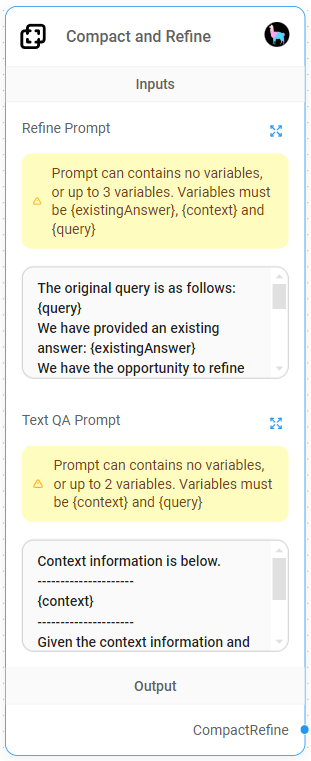 Compact and Refine
Inputs
Refine Prompt
Prompt can contains no variables,
or up to 3 variables. Variables must
be {existingAnswer}, {context} and
{query}
The original query is as follows:
{query}
We have provided an existing
answer: {existingAnswer}
We have the opportunity to refine
Text QA Prompt
Prompt can contains no variables,
or up to 2 variables. Variables must
be {context} and {query}
Context information is below.
---------------------
{context}
---------------------
Given the context information and
Output
CompactRefine